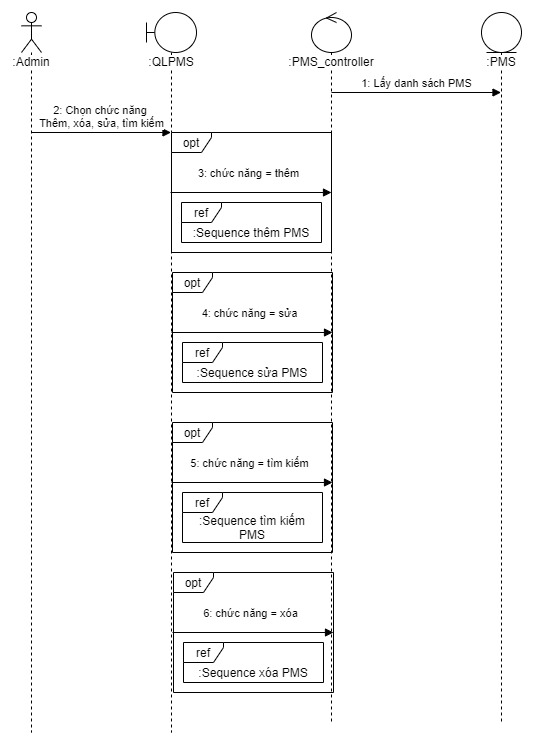 :Admin
:QLPMS
:PMS_controller
:PMS
1: Lấy danh sách PMS
2: Chọn chức năng
Thêm, xóa, sửa, tìm kiếm
opt
3: chức năng = thêm
ref
:Sequence thêm PMS
opt
4: chức năng = sửa
ref
:Sequence sửa PMS
opt
5: chức năng = tìm kiếm
ref
:Sequence tìm kiếm
PMS
opt
6: chức năng = xóa
ref
:Sequence xóa PMS